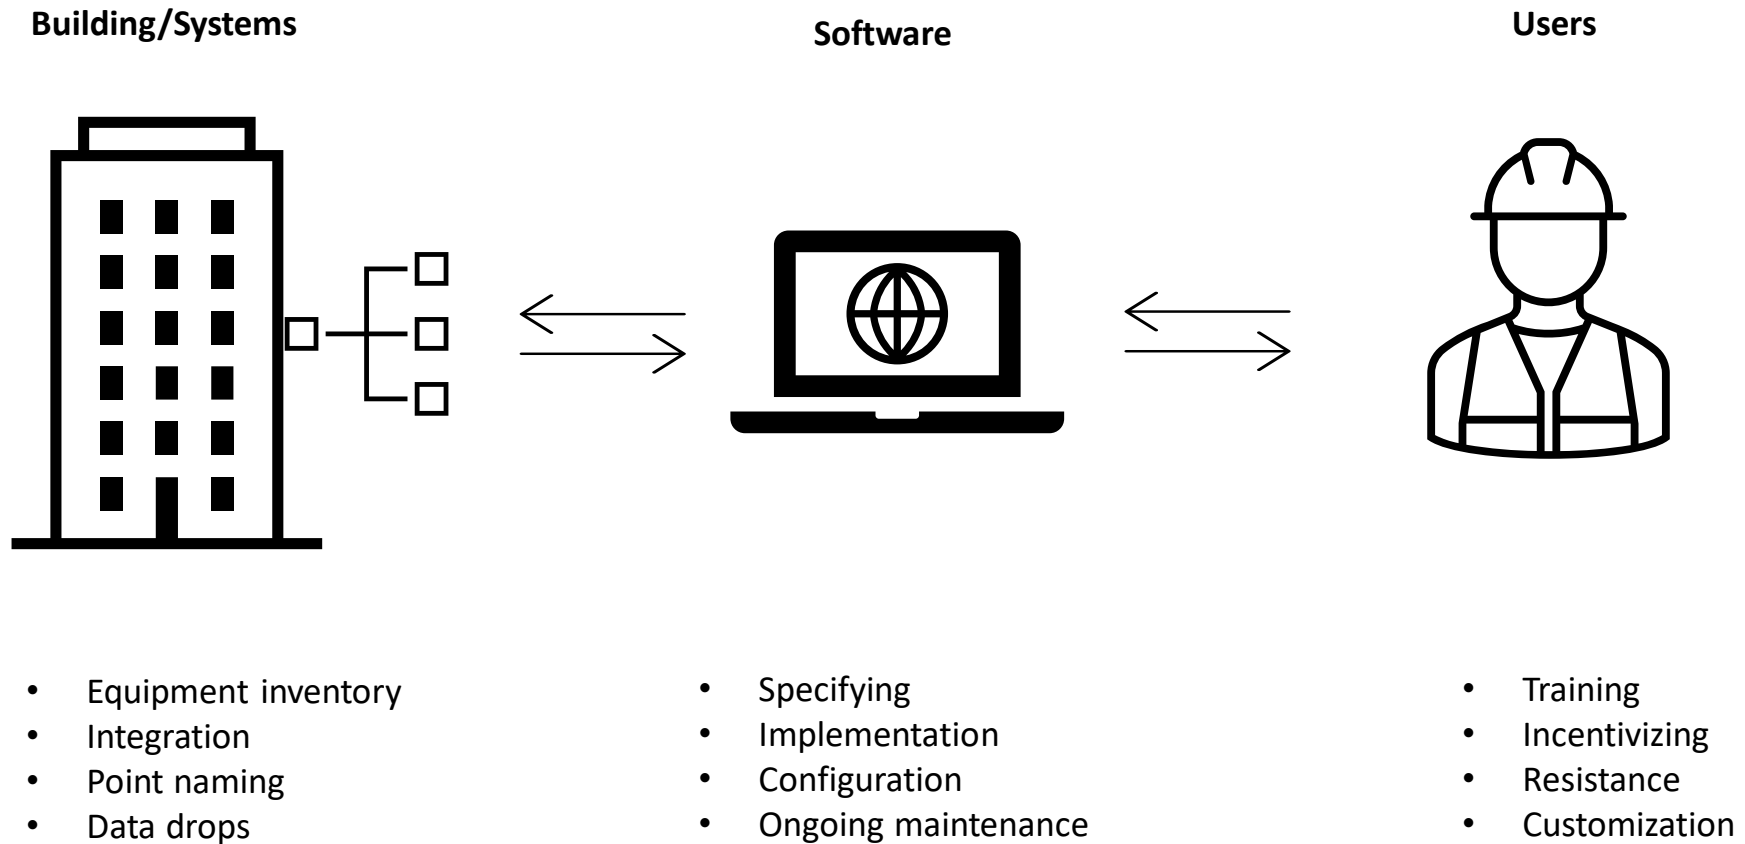 Building/Systems
Software
Users
• Equipment inventory
• Integration
• Point naming
• Data drops
• Specifying
• Implementation
• Configuration
• Ongoing maintenance
• Training
• Incentivizing
• Resistance
• Customization